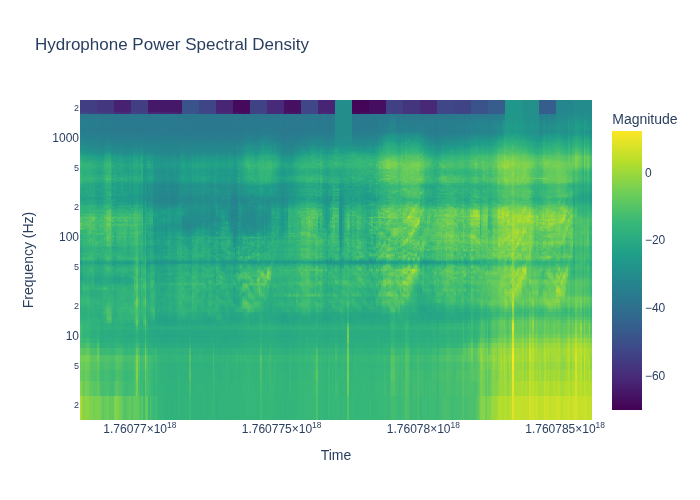 Hydrophone Power Spectral Density
Magnitude
0
−20
−40
−60
Frequency (Hz)
2
1000
5
2
100
5
2
10
5
2
1.76077×10¹⁸ 1.760775×10¹⁸ 1.76078×10¹⁸ 1.760785×10¹⁸
Time